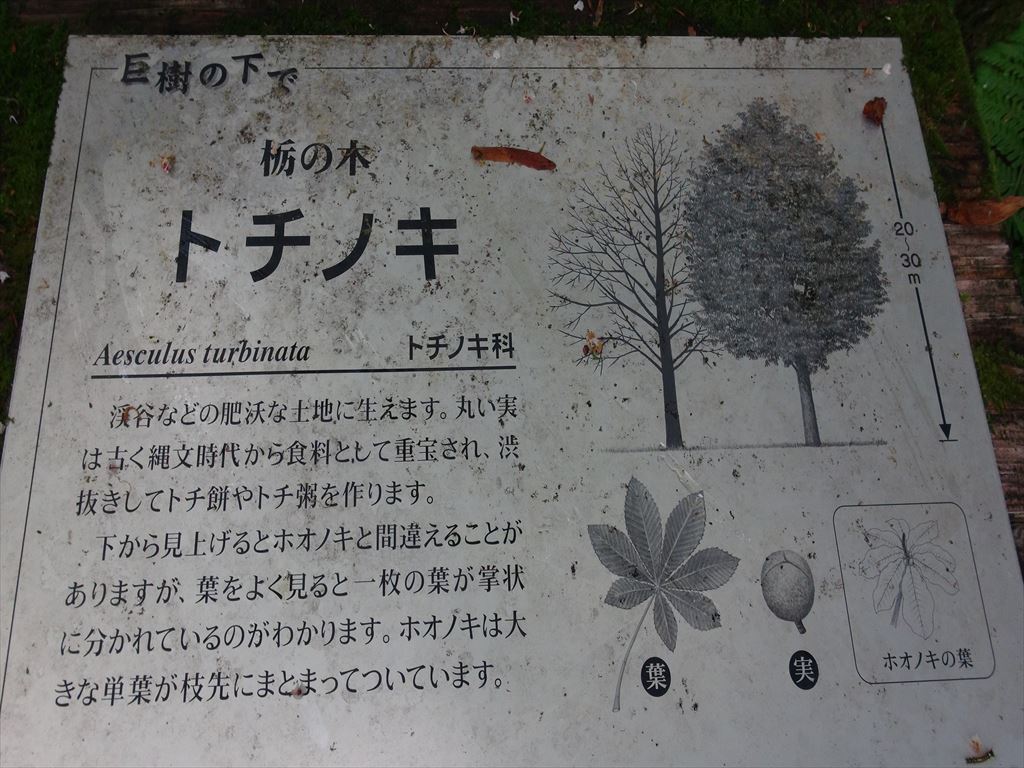 巨樹の下で
栃の木
トチノキ
Aesculus turbinata トチノキ科
渓谷などの肥沃な土地に生えます。丸い実
は古く縄文時代から食料として重宝され、渋
抜きしてトチ餅やトチ粥を作ります。
下から見上げるとホオノキと間違えることが
ありますが、葉をよく見ると一枚の葉が掌状
に分かれているのがわかります。ホオノキは大
きな単葉が枝先にまとまってついています。
20~30m
葉
実
ホオノキの葉